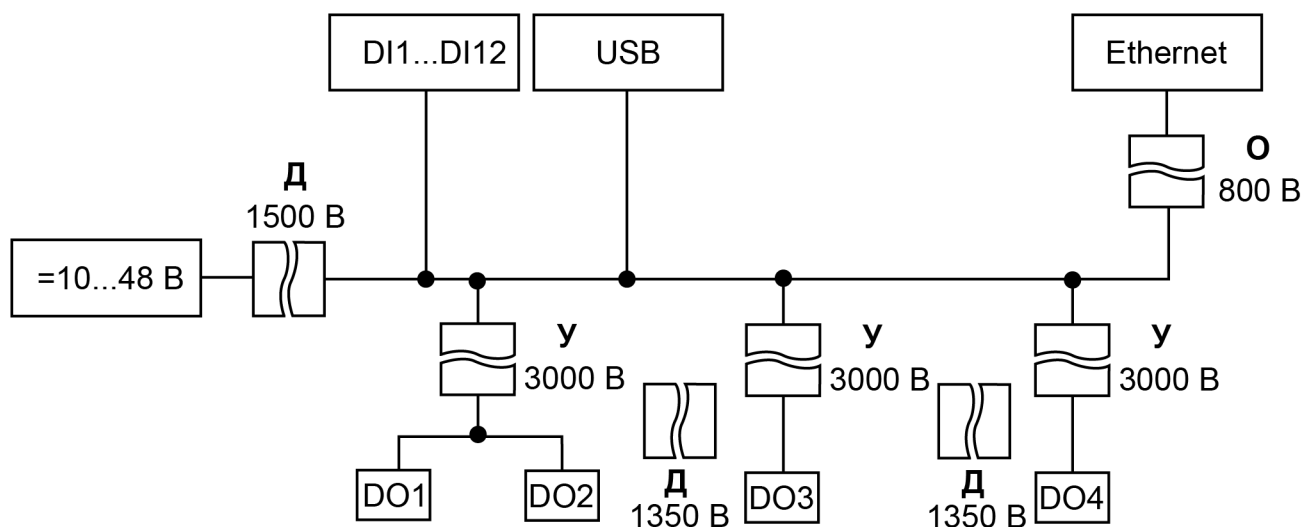 DI1...DI12
USB
Ethernet
О
800 В
Д
1500 В
=10...48 В
У
3000 В
У
3000 В
У
3000 В
DO1
DO2
Д
1350 В
DO3
Д
1350 В
DO4